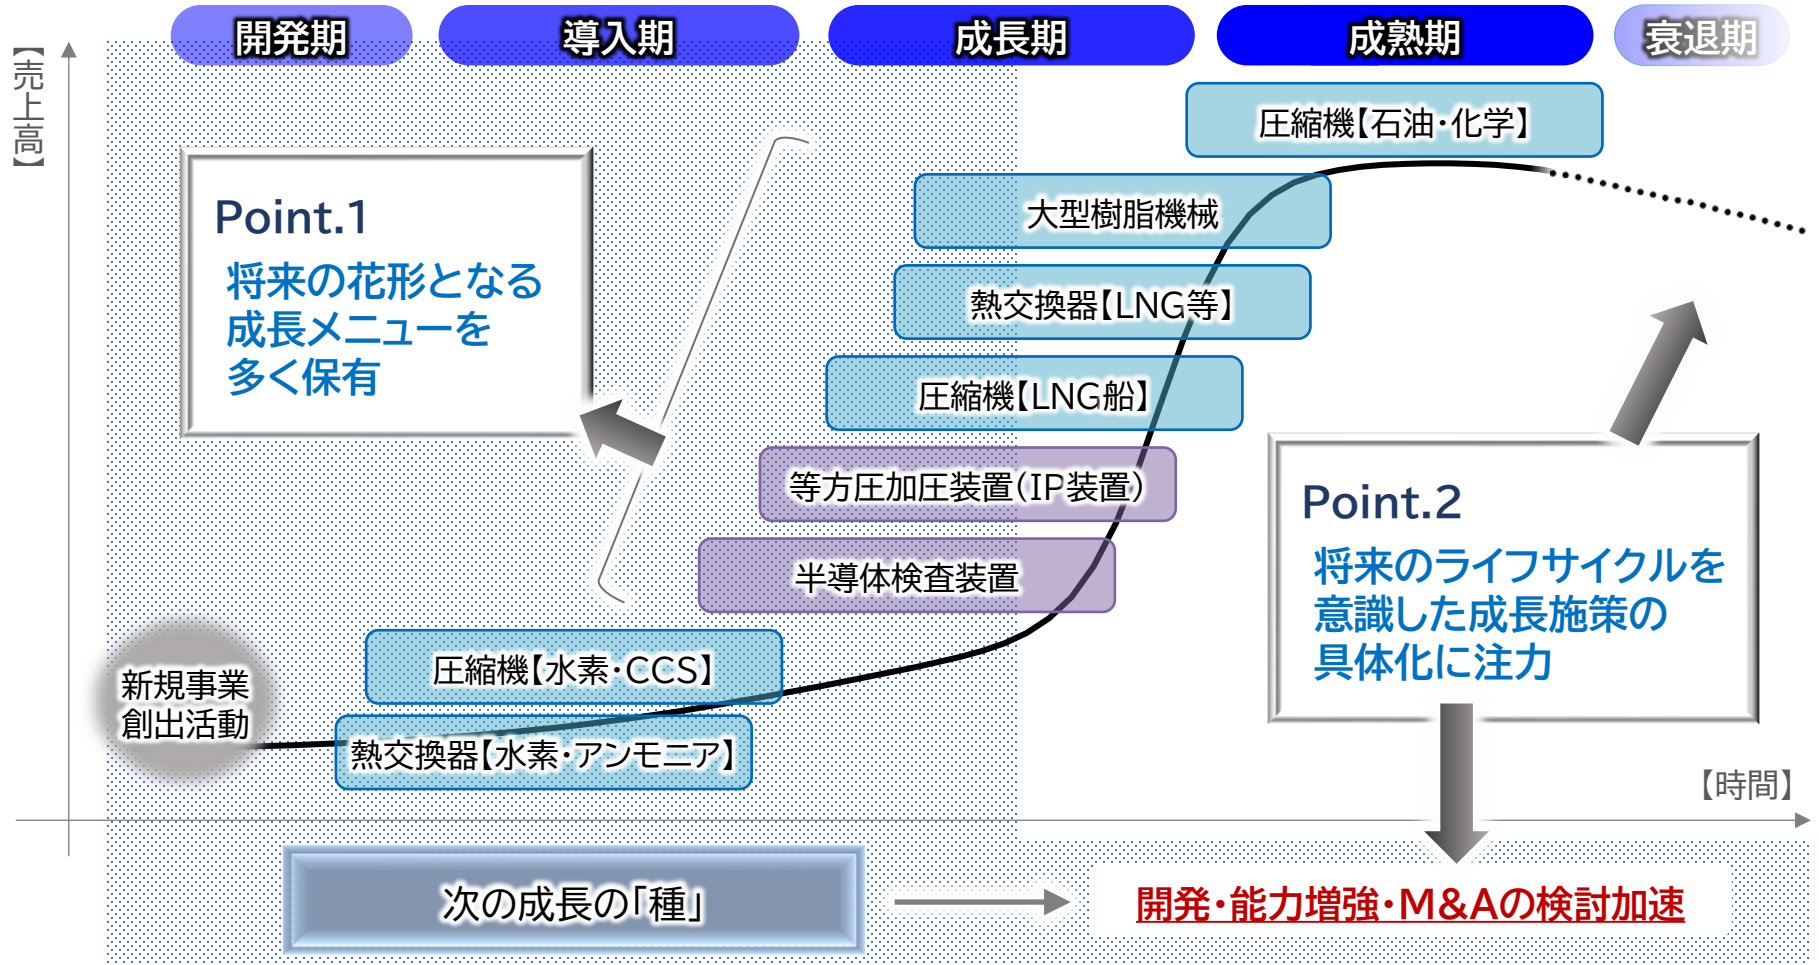 開発期
導入期
成長期
成熟期
衰退期
【売上高】
圧縮機【石油・化学】
大型樹脂機械
熱交換器【LNG等】
圧縮機【LNG船】
等方圧加圧装置（IP装置）
半導体検査装置
圧縮機【水素・CCS】
熱交換器【水素・アンモニア】
Point.1
将来の花形となる
成長メニューを
多く保有
新規事業
創出活動
Point.2
将来のライフサイクルを
意識した成長施策の
具体化に注力
【時間】
次の成長の「種」
開発・能力増強・M&Aの検討加速